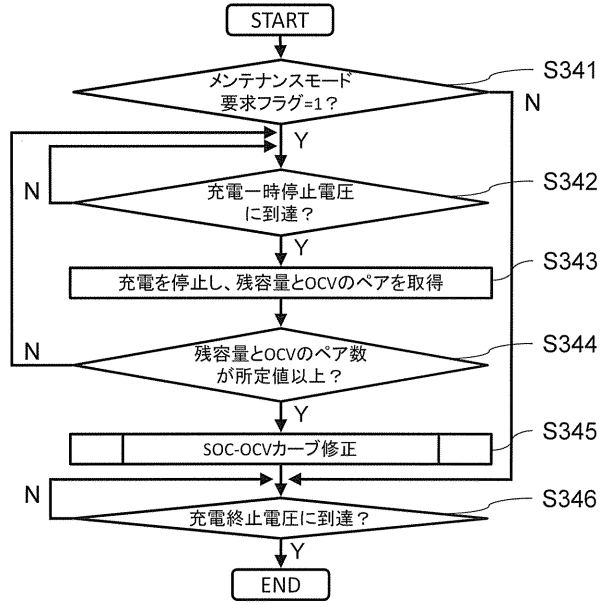 START
メンテナンスモード
要求フラグ=1?
S341
N
Y
充電一時停止電圧
に到達?
S342
N
Y
充電を停止し、残容量とOCVのペアを取得
S343
残容量とOCVのペア数
が所定値以上?
S344
N
Y
SOC-OCVカーブ修正
S345
N
充電終止電圧に到達?
S346
Y
END